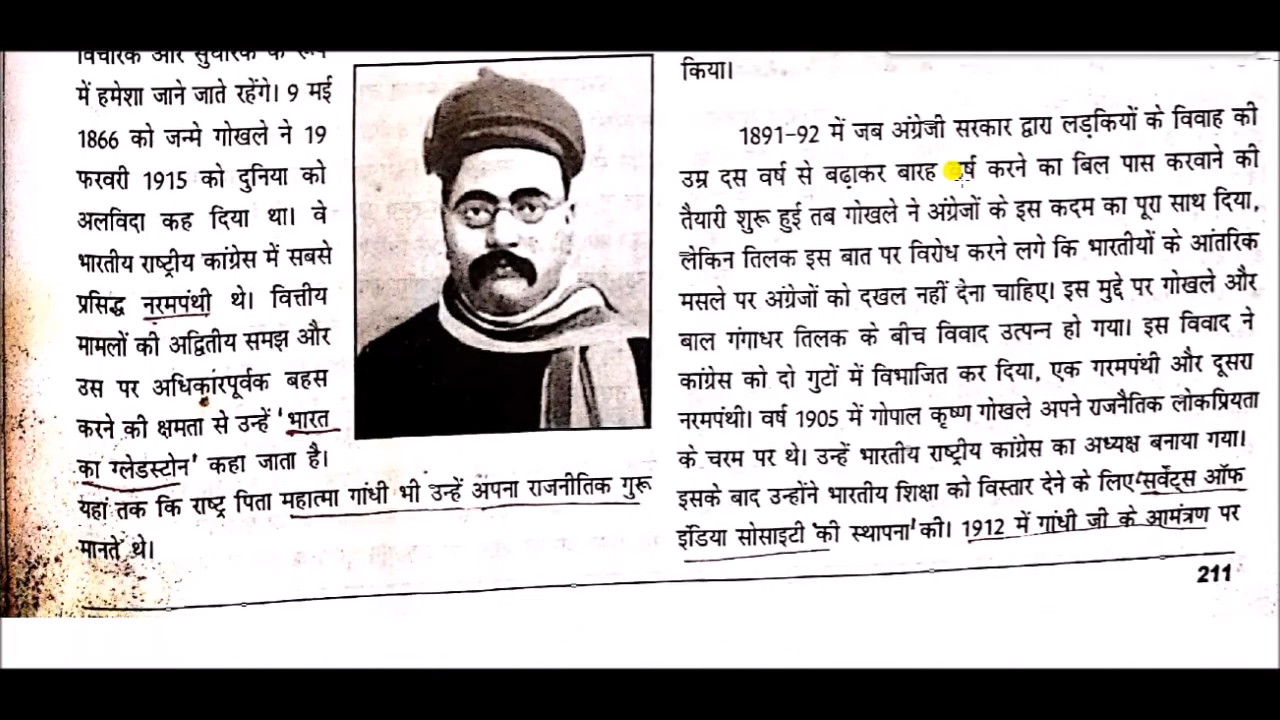 विचारक और सुधारक के रूप
में हमेशा जाने जाते रहेंगे। 9 मई
1866 को जन्मे गोखले ने 19
फरवरी 1915 को दुनिया को
अलविदा कह दिया था। वे
भारतीय राष्ट्रीय कांग्रेस में सबसे
प्रसिद्ध नरमपंथी थे। वित्तीय
मामलों की अद्वितीय समझ और
उस पर अधिकारपूर्वक बहस
करने की क्षमता से उन्हें 'भारत
का ग्लेडस्टोन' कहा जाता है।
यहां तक कि राष्ट्र पिता महात्मा गांधी भी उन्हें अपना राजनीतिक गुरू
मानते थे।
किया।
1891-92 में जब अंग्रेजी सरकार द्वारा लड़कियों के विवाह की
उम्र दस वर्ष से बढ़ाकर बारह वर्ष करने का बिल पास करवाने की
तैयारी शुरू हुई तब गोखले ने अंग्रेजों के इस कदम का पूरा साथ दिया,
लेकिन तिलक इस बात पर विरोध करने लगे कि भारतीयों के आंतरिक
मसले पर अंग्रेजों को दखल नहीं देना चाहिए। इस मुद्दे पर गोखले और
बाल गंगाधर तिलक के बीच विवाद उत्पन्न हो गया। इस विवाद ने
कांग्रेस को दो गुटों में विभाजित कर दिया, एक गरमपंथी और दूसरा
नरमपंथी। वर्ष 1905 में गोपाल कृष्ण गोखले अपने राजनैतिक लोकप्रियता
के चरम पर थे। उन्हें भारतीय राष्ट्रीय कांग्रेस का अध्यक्ष बनाया गया।
इसके बाद उन्होंने भारतीय शिक्षा को विस्तार देने के लिए 'सर्वेंट्स ऑफ
इंडिया सोसाइटी 'की स्थापना' की। 1912 में गांधी जी के आमंत्रण पर
211